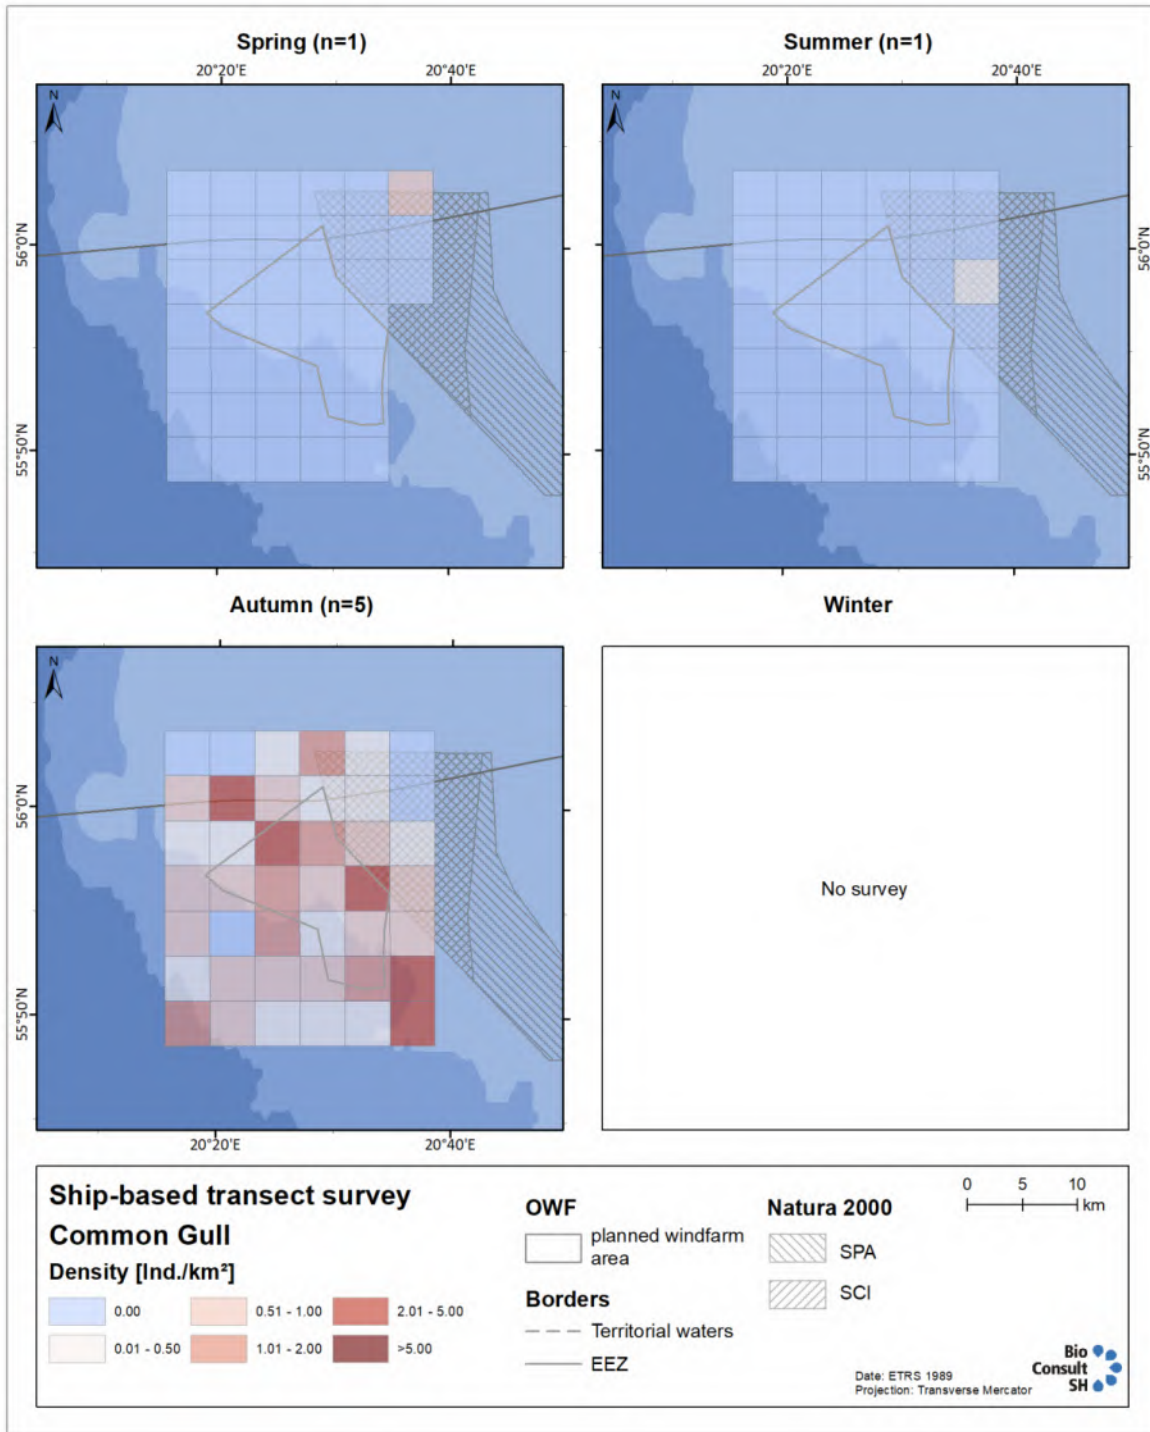 Spring (n=1)
Summer (n=1)
20°20'E
20°40'E
20°20'E
20°40'E
N
N
56°0'N
56°0'N
55°50'N
55°50'N
Autumn (n=5)
Winter
N
No survey
56°0'N
55°50'N
20°20'E
20°40'E
Ship-based transect survey
Common Gull
Density [Ind./km²]
0.00
0.51 - 1.00
2.01 - 5.00
0.01 - 0.50
1.01 - 2.00
>5.00
OWF
planned windfarm
area
Borders
Territorial waters
EEZ
Natura 2000
SPA
SCI
0 5 10
km
Date: ETRS 1989
Projection: Transverse Mercator
Bio
Consult
SH